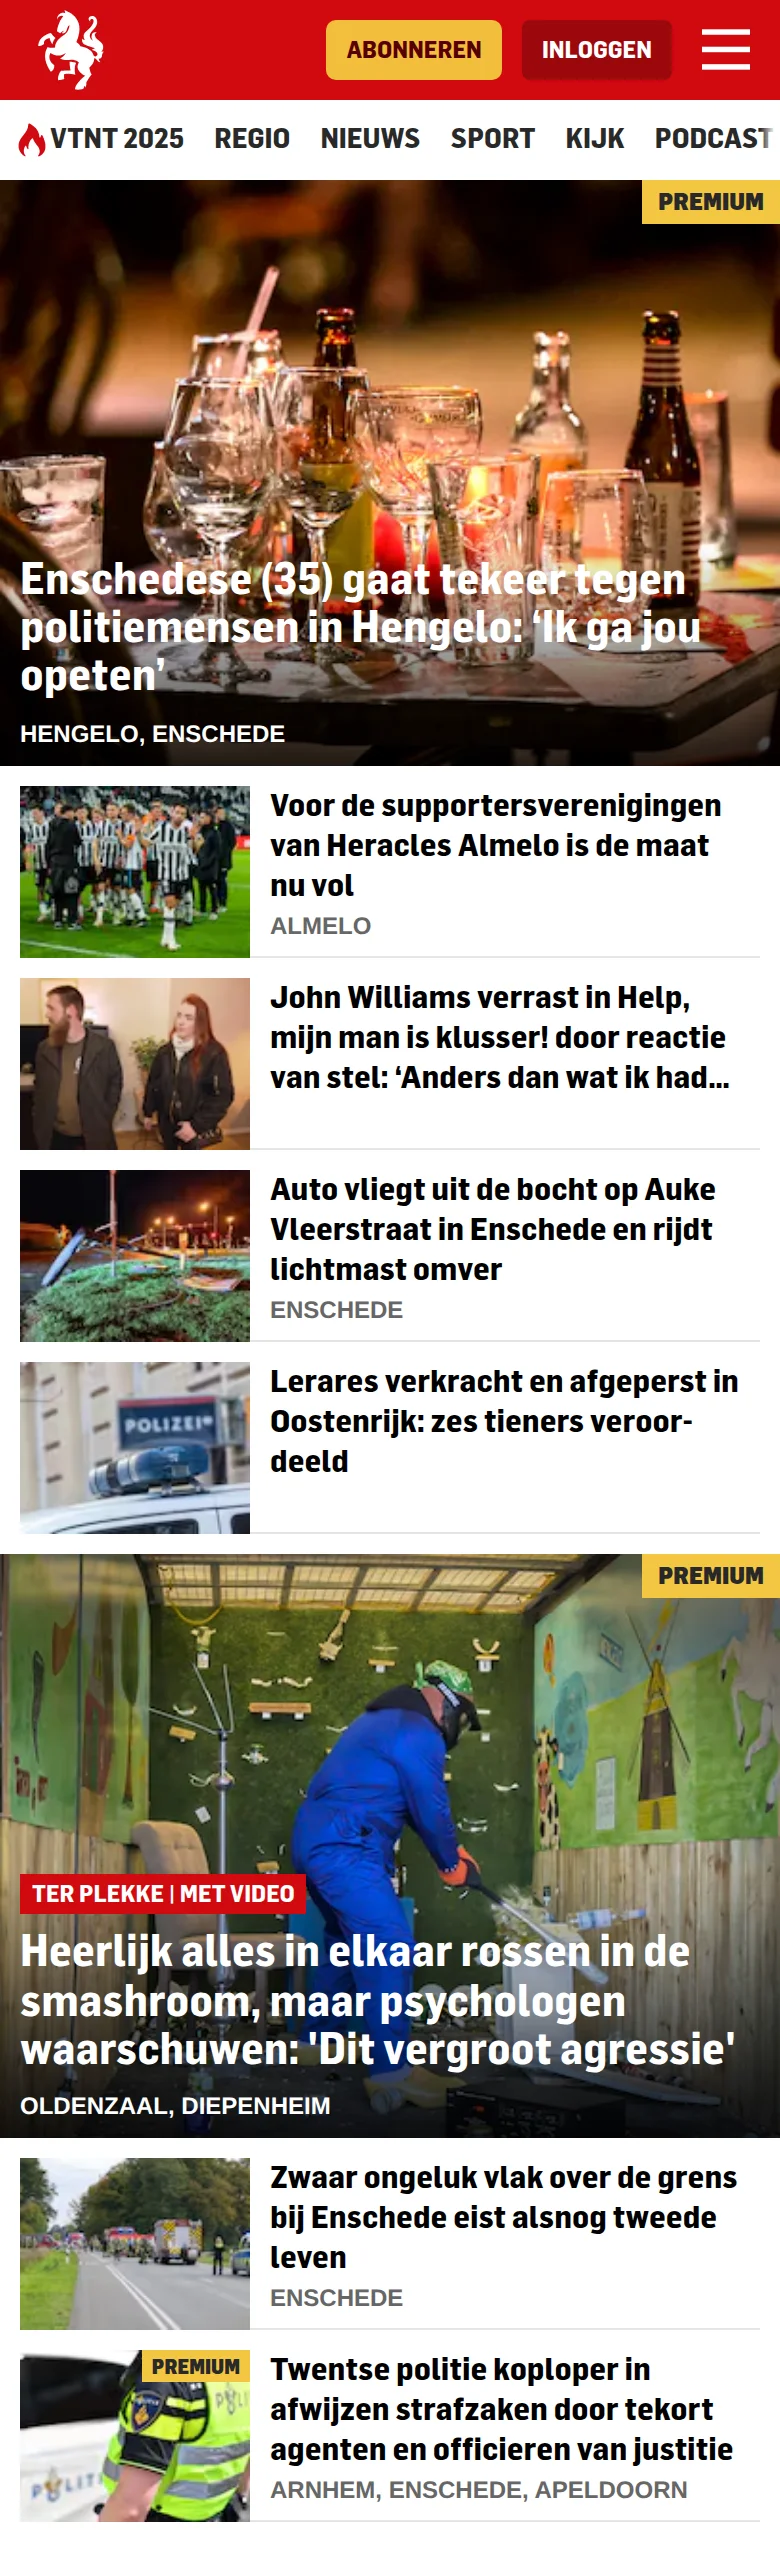 ABONNEREN
INLOGGEN
VTNT 2025 REGIO NIEUWS SPORT KIJK PODCAST
PREMIUM
Enschedese (35) gaat tekeer tegen
politiemensen in Hengelo: ‘Ik ga jou
opeten’
HENGELO, ENSCHEDE
Voor de supportersverenigingen
van Heracles Almelo is de maat
nu vol
ALMELO
John Williams verrast in Help,
mijn man is klusser! door reactie
van stel: ‘Anders dan wat ik had...
Auto vliegt uit de bocht op Auke
Vleerstraat in Enschede en rijdt
lichtmast omver
ENSCHEDE
POLIZEI
Lerares verkracht en afgeperst in
Oostenrijk: zes tieners veroor-
deeld
PREMIUM
TER PLEKKE | MET VIDEO
Heerlijk alles in elkaar rossen in de
smashroom, maar psychologen
waarschuwen: 'Dit vergroot agressie'
OLDENZAAL, DIEPENHEIM
Zwaar ongeluk vlak over de grens
bij Enschede eist alsnog tweede
leven
ENSCHEDE
PREMIUM
Twentse politie koploper in
afwijzen strafzaken door tekort
agenten en officieren van justitie
ARNHEM, ENSCHEDE, APELDOORN